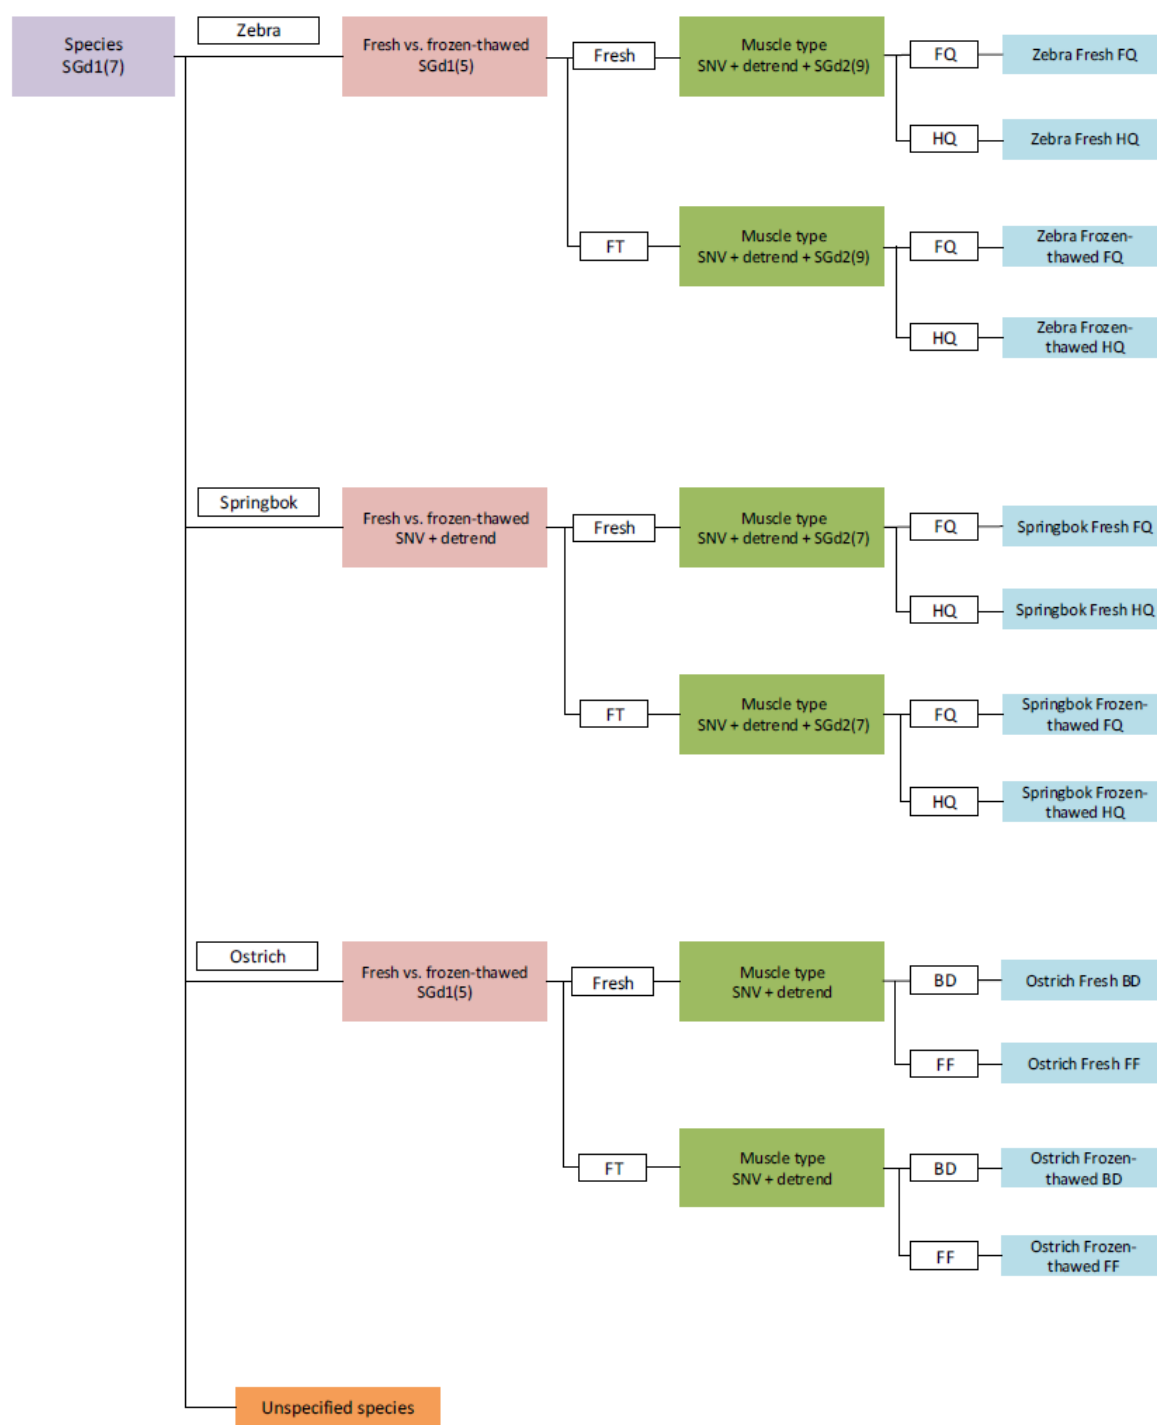 Species
SGd1(7)
Zebra
Fresh vs. frozen-thawed
SGd1(5)
Fresh
Muscle type
SNV + detrend + SGd2(9)
FQ
Zebra Fresh FQ
HQ
Zebra Fresh HQ
FT
Muscle type
SNV + detrend + SGd2(9)
FQ
Zebra Frozen-
thawed FQ
HQ
Zebra Frozen-
thawed HQ
Springbok
Fresh vs. frozen-thawed
SNV + detrend
Fresh
Muscle type
SNV + detrend + SGd2(7)
FQ
Springbok Fresh FQ
HQ
Springbok Fresh HQ
FT
Muscle type
SNV + detrend + SGd2(7)
FQ
Springbok Frozen-
thawed FQ
HQ
Springbok Frozen-
thawed HQ
Ostrich
Fresh vs. frozen-thawed
SGd1(5)
Fresh
Muscle type
SNV + detrend
BD
Ostrich Fresh BD
FF
Ostrich Fresh FF
FT
Muscle type
SNV + detrend
BD
Ostrich Frozen-
thawed BD
FF
Ostrich Frozen-
thawed FF
Unspecified species